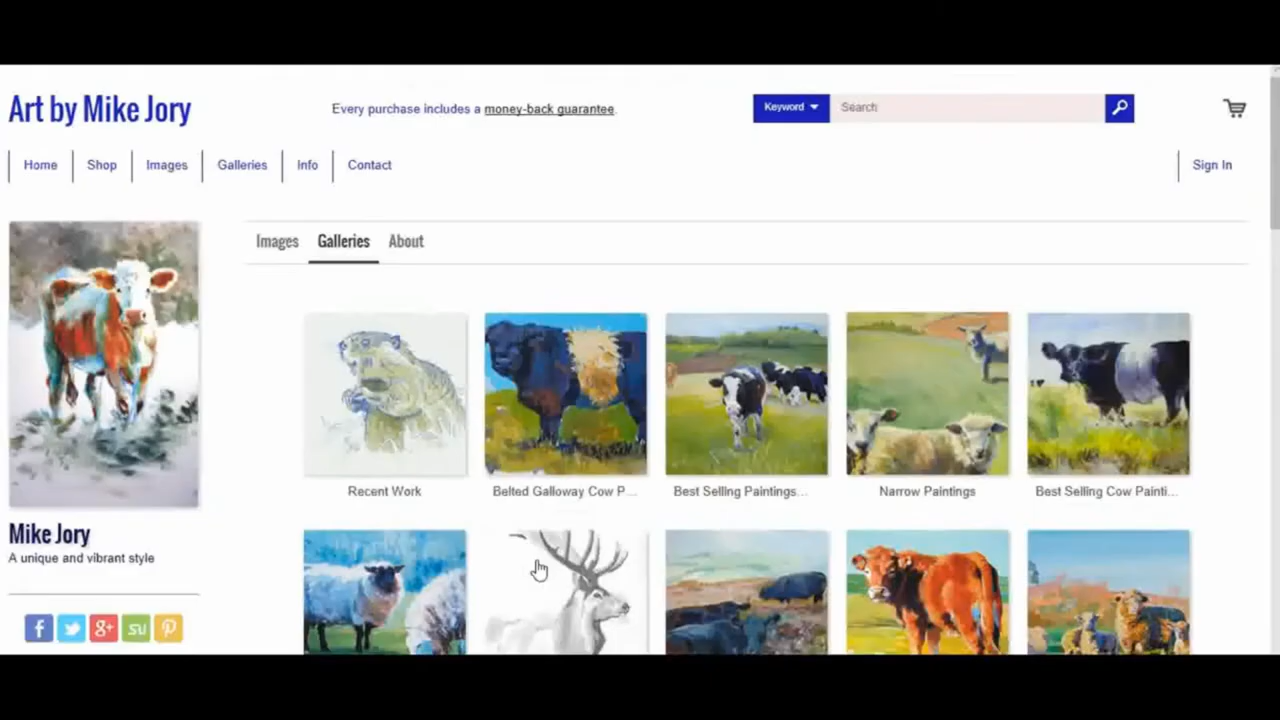 Art by Mike Jory
Every purchase includes a money-back guarantee.
Keyword
Search
Home
Shop
Images
Galleries
Info
Contact
Sign In
Images
Galleries
About
Recent Work
Belted Galloway Cow P...
Best Selling Paintings...
Narrow Paintings
Best Selling Cow Painti...
Mike Jory
A unique and vibrant style